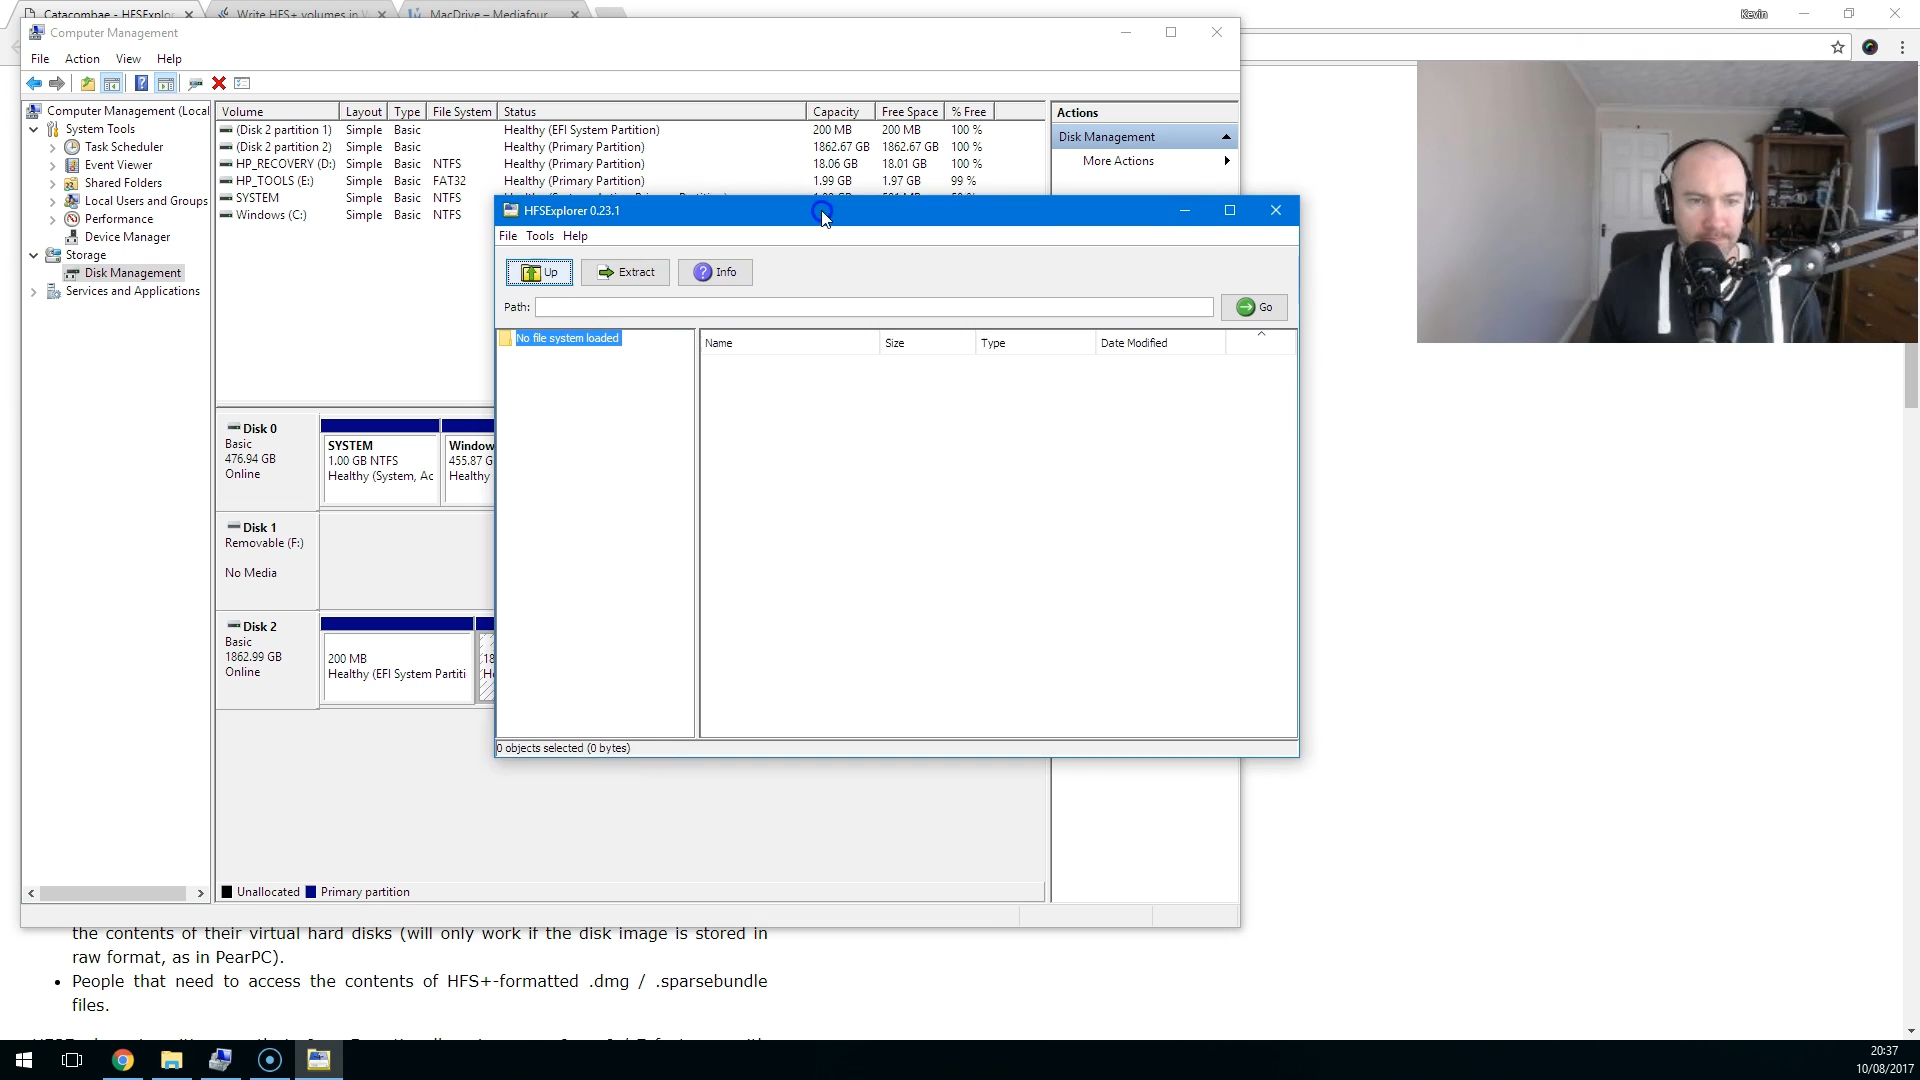 Catacombae - HFSExplo
Write HFS+ volumes in
MacDrive – Mediafour
Kevin
Computer Management
File Action View Help
Computer Management (Local
System Tools
Task Scheduler
Event Viewer
Shared Folders
Local Users and Groups
Performance
Device Manager
Storage
Disk Management
Services and Applications
Volume Layout Type File System Status Capacity Free Space % Free
(Disk 2 partition 1) Simple Basic Healthy (EFI System Partition) 200 MB 200 MB 100 %
(Disk 2 partition 2) Simple Basic Healthy (Primary Partition) 1862.67 GB 1862.67 GB 100 %
HP_RECOVERY (D:) Simple Basic NTFS Healthy (Primary Partition) 18.06 GB 18.01 GB 100 %
HP_TOOLS (E:) Simple Basic FAT32 Healthy (Primary Partition) 1.99 GB 1.97 GB 99 %
SYSTEM Simple Basic NTFS
Windows (C:) Simple Basic NTFS
Actions
Disk Management
More Actions
HFSExplorer 0.23.1
File Tools Help
Up Extract Info
Path: Go
No file system loaded
Name Size Type Date Modified
0 objects selected (0 bytes)
Disk 0
Basic
476.94 GB
Online
SYSTEM
1.00 GB NTFS
Healthy (System, Ac
Window
455.87 G
Healthy
Disk 1
Removable (F:)
No Media
Disk 2
Basic
1862.99 GB
Online
200 MB
Healthy (EFI System Partiti
18
He
Unallocated Primary partition
the contents of their virtual hard disks (will only work if the disk image is stored in
raw format, as in PearPC).
• People that need to access the contents of HFS+-formatted .dmg / .sparsebundle
files.
20:37
10/08/2017